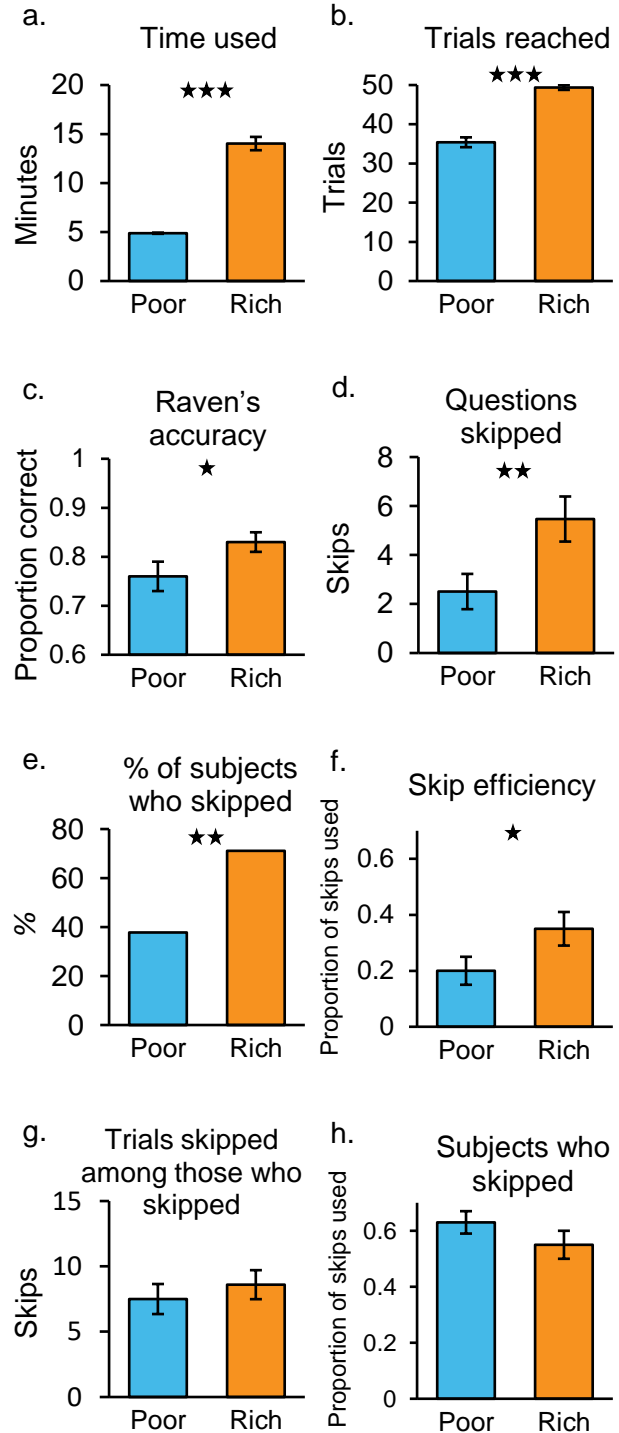 a.
Time used
★★★
Minutes
20
15
10
5
0
Poor Rich
b.
Trials reached
★★★
Trials
50
40
30
20
10
0
Poor Rich
c.
Raven's
accuracy
★
Proportion correct
1
0.9
0.8
0.7
0.6
Poor Rich
d.
Questions
skipped
★★
Skips
8
6
4
2
0
Poor Rich
e.
% of subjects
who skipped
★★
%
80
60
40
20
0
Poor Rich
f.
Skip efficiency
★
Proportion of skips used
0.6
0.4
0.2
0
Poor Rich
g.
Trials skipped
among those who
skipped
Skips
15
10
5
0
Poor Rich
h.
Subjects who
skipped
Proportion of skips used
0.6
0.4
0.2
0
Poor Rich